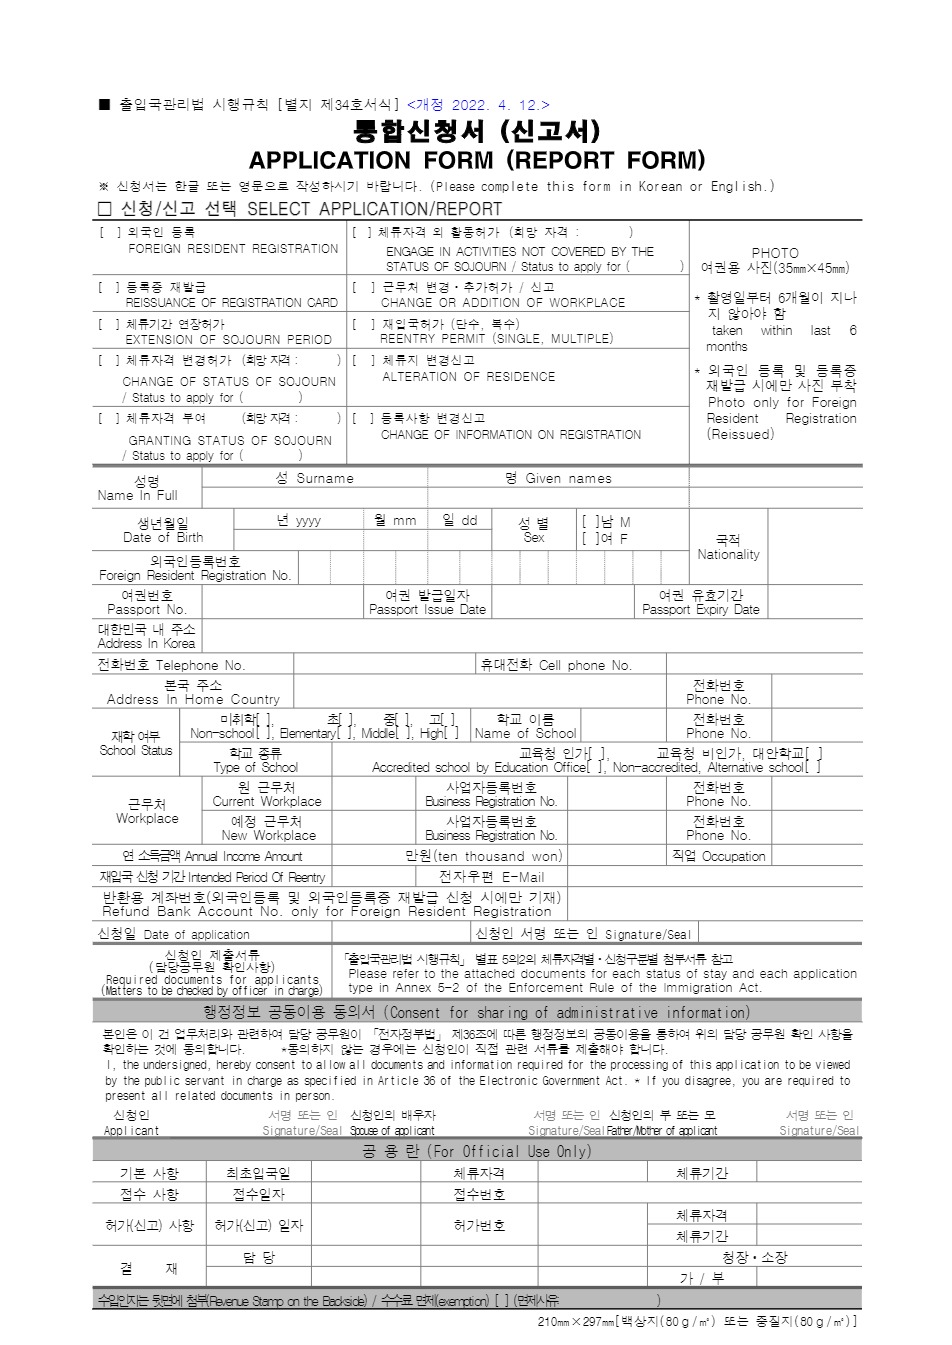 ■ 출입국관리법 시행규칙 [별지 제34호서식] <개정 2022. 4. 12.>
통합신청서 (신고서)
APPLICATION FORM (REPORT FORM)
※ 신청서는 한글 또는 영문으로 작성하시기 바랍니다. (Please complete this form in Korean or English.)
□ 신청/신고 선택 SELECT APPLICATION/REPORT
[ ] 외국인 등록
FOREIGN RESIDENT REGISTRATION
[ ] 체류자격 외 활동허가 (희망 자격 : )
ENGAGE IN ACTIVITIES NOT COVERED BY THE
STATUS OF SOJOURN / Status to apply for ( )
[ ] 등록증 재발급
REISSUANCE OF REGISTRATION CARD
[ ] 근무처 변경·추가허가 / 신고
CHANGE OR ADDITION OF WORKPLACE
[ ] 체류기간 연장허가
EXTENSION OF SOJOURN PERIOD
[ ] 재입국허가 (단수, 복수)
REENTRY PERMIT (SINGLE, MULTIPLE)
[ ] 체류자격 변경허가 (희망 자격 : )
CHANGE OF STATUS OF SOJOURN
/ Status to apply for ( )
[ ] 체류지 변경신고
ALTERATION OF RESIDENCE
[ ] 체류자격 부여 (희망 자격 : )
GRANTING STATUS OF SOJOURN
/ Status to apply for ( )
[ ] 등록사항 변경신고
CHANGE OF INFORMATION ON REGISTRATION
PHOTO
여권용 사진(35㎜×45㎜)
* 촬영일부터 6개월이 지나
지 않아야 함
taken within last 6
months
* 외국인 등록 및 등록증
재발급 시에만 사진 부착
Photo only for Foreign
Resident Registration
(Reissued)
성명
Name In Full
성 Surname
명 Given names
생년월일
Date of Birth
년 yyyy
월 mm
일 dd
성 별
Sex
[ ]남 M
[ ]여 F
국적
Nationality
외국인등록번호
Foreign Resident Registration No.
여권번호
Passport No.
여권 발급일자
Passport Issue Date
여권 유효기간
Passport Expiry Date
대한민국 내 주소
Address In Korea
전화번호 Telephone No.
휴대전화 Cell phone No.
본국 주소
Address In Home Country
전화번호
Phone No.
재학 여부
School Status
미취학[ ], 초[ ], 중[ ], 고[ ]
Non-school[ ], Elementary[ ], Middle[ ], High[ ]
학교 이름
Name of School
전화번호
Phone No.
학교 종류
Type of School
교육청 인가[ ], 교육청 비인가, 대안학교[ ]
Accredited school by Education Office[ ], Non-accredited, Alternative school[ ]
근무처
Workplace
원 근무처
Current Workplace
사업자등록번호
Business Registration No.
전화번호
Phone No.
예정 근무처
New Workplace
사업자등록번호
Business Registration No.
전화번호
Phone No.
연 소득금액 Annual Income Amount
만원(ten thousand won)
직업 Occupation
재입국 신청 기간 Intended Period Of Reentry
전자우편 E-Mail
반환용 계좌번호(외국인등록 및 외국인등록증 재발급 신청 시에만 기재)
Refund Bank Account No. only for Foreign Resident Registration
신청일 Date of application
신청인 서명 또는 인 Signature/Seal
신청인 제출서류
(담당공무원 확인사항)
Required documents for applicants
(Matters to be checked by officer in charge)
「출입국관리법 시행규칙」 별표 5의2의 체류자격별·신청구분별 첨부서류 참고
Please refer to the attached documents for each status of stay and each application
type in Annex 5-2 of the Enforcement Rule of the Immigration Act.
행정정보 공동이용 동의서 (Consent for sharing of administrative information)
본인은 이 건 업무처리와 관련하여 담당 공무원이 「전자정부법」 제36조에 따른 행정정보의 공동이용을 통하여 위의 담당 공무원 확인 사항을
확인하는 것에 동의합니다. *동의하지 않는 경우에는 신청인이 직접 관련 서류를 제출해야 합니다.
I, the undersigned, hereby consent to allow all documents and information required for the processing of this application to be viewed
by the public servant in charge as specified in Article 36 of the Electronic Government Act. * If you disagree, you are required to
present all related documents in person.
신청인 서명 또는 인 신청인의 배우자 서명 또는 인 신청인의 부 또는 모 서명 또는 인
Applicant Signature/Seal Spouse of applicant Signature/Seal Father/Mother of applicant Signature/Seal
공 용 란 (For Official Use Only)
기본 사항
최초입국일
체류자격
체류기간
접수 사항
접수일자
접수번호
허가(신고) 사항
허가(신고) 일자
허가번호
체류자격
체류기간
결 재
담 당
청장·소장
가 / 부
수입인지는 뒷면에 첨부(Revenue Stamp on the Backside) / 수수료 면제(exemption) [ ] (면제사유: )
210㎜×297㎜[백상지(80ｇ/㎡) 또는 중질지(80ｇ/㎡)]